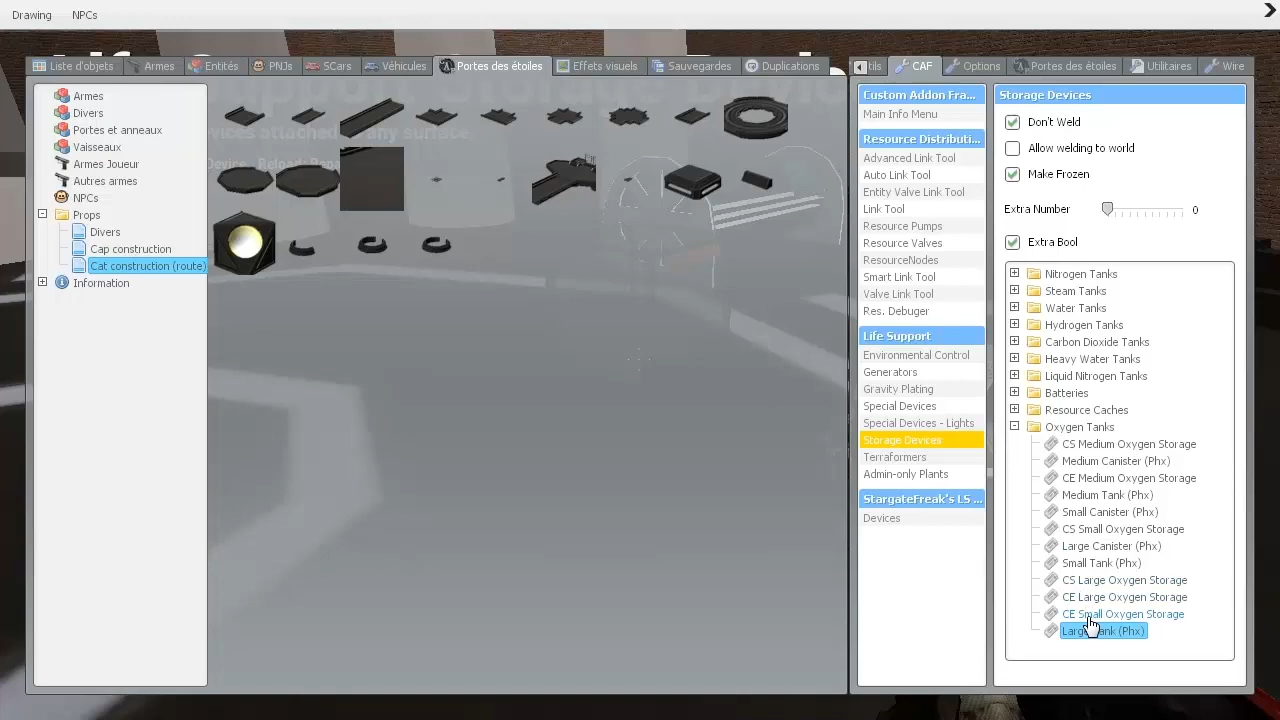 Drawing NPCs
Liste d'objets Armes Entités PNJs SCars Véhicules Portes des étoiles Effets visuels Sauvegardes Duplications
tils CAF Options Portes des étoiles Utilitaires Wire
Armes
Divers
Portes et anneaux
Vaisseaux
Armes Joueur
Autres armes
NPCs
Props
Divers
Cap construction
Cat construction (route)
Information
vices attached to any surface.
Custom Addon Fra...
Main Info Menu
Resource Distributi...
Advanced Link Tool
Auto Link Tool
Entity Valve Link Tool
Link Tool
Resource Pumps
Resource Valves
ResourceNodes
Smart Link Tool
Valve Link Tool
Res. Debuger
Life Support
Environmental Control
Generators
Gravity Plating
Special Devices
Special Devices - Lights
Storage Devices
Terraformers
Admin-only Plants
StargateFreak's LS ...
Devices
Storage Devices
Don't Weld
Allow welding to world
Make Frozen
Extra Number 0
Extra Bool
Nitrogen Tanks
Steam Tanks
Water Tanks
Hydrogen Tanks
Carbon Dioxide Tanks
Heavy Water Tanks
Liquid Nitrogen Tanks
Batteries
Resource Caches
Oxygen Tanks
CS Medium Oxygen Storage
Medium Canister (Phx)
CE Medium Oxygen Storage
Medium Tank (Phx)
Small Canister (Phx)
CS Small Oxygen Storage
Large Canister (Phx)
Small Tank (Phx)
CS Large Oxygen Storage
CE Large Oxygen Storage
CE Small Oxygen Storage
Large Tank (Phx)